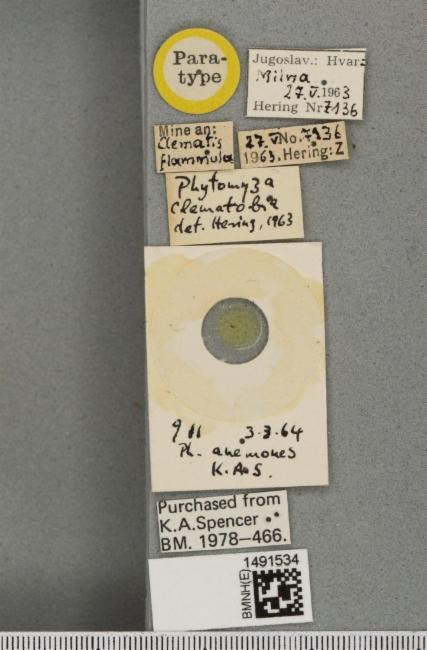 Para-
type
Jugoslav.: Hvar:
Milna
27.V.1963
Hering Nr 7136
Mine an:
Clematis
flammula
27.V No. 7136
1963. Hering: Z
Phytomyza
Clematobia
det. Hering, 1963
3.3.64
Ph. anemones
K.A.S.
Purchased from
K.A.Spencer
BM. 1978–466.
BMNH(E)
1491534